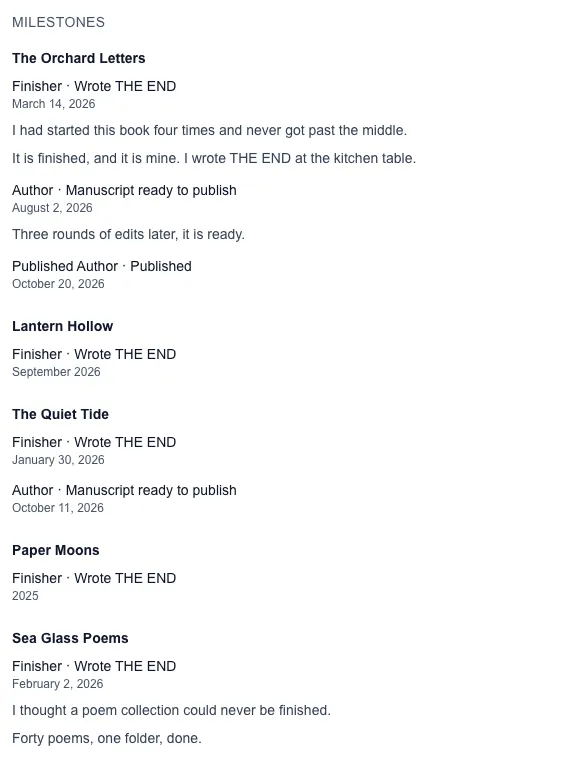 MILESTONES
The Orchard Letters
Finisher · Wrote THE END
March 14, 2026
I had started this book four times and never got past the middle.
It is finished, and it is mine. I wrote THE END at the kitchen table.
Author · Manuscript ready to publish
August 2, 2026
Three rounds of edits later, it is ready.
Published Author · Published
October 20, 2026
Lantern Hollow
Finisher · Wrote THE END
September 2026
The Quiet Tide
Finisher · Wrote THE END
January 30, 2026
Author · Manuscript ready to publish
October 11, 2026
Paper Moons
Finisher · Wrote THE END
2025
Sea Glass Poems
Finisher · Wrote THE END
February 2, 2026
I thought a poem collection could never be finished.
Forty poems, one folder, done.